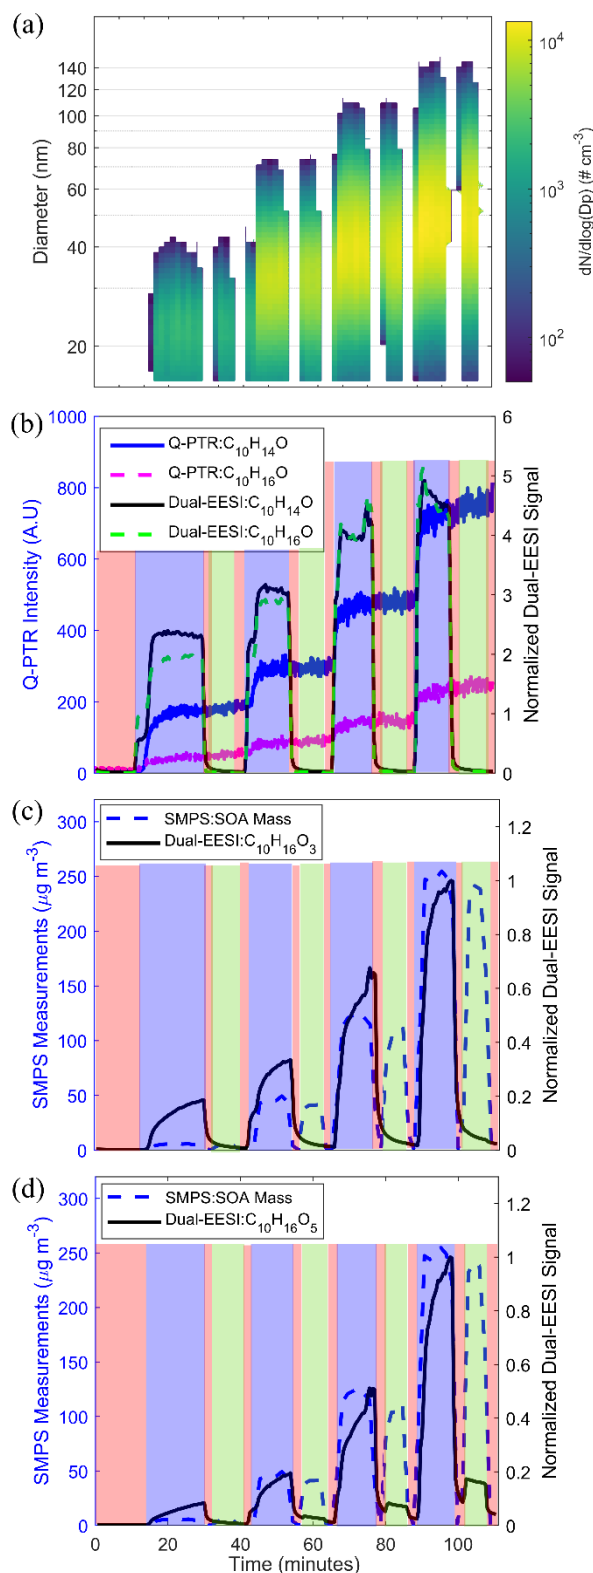 (a)
140
120
100
80
60
40
20
Diameter (nm)
10⁴
10³
10²
dN/dlog(Dp) (# cm⁻³)
(b)
1000
800
600
400
200
0
Q-PTR Intensity (A.U)
Q-PTR:C₁₀H₁₄O
Q-PTR:C₁₀H₁₆O
Dual-EESI:C₁₀H₁₄O
Dual-EESI:C₁₀H₁₆O
6
5
4
3
2
1
0
Normalized Dual-EESI Signal
(c)
300
250
200
150
100
50
0
SMPS Measurements (μg m⁻³)
SMPS:SOA Mass
Dual-EESI:C₁₀H₁₆O₃
1.2
1
0.8
0.6
0.4
0.2
0
Normalized Dual-EESI Signal
(d)
300
250
200
150
100
50
0
SMPS Measurements (μg m⁻³)
SMPS:SOA Mass
Dual-EESI:C₁₀H₁₆O₅
1.2
1
0.8
0.6
0.4
0.2
0
Normalized Dual-EESI Signal
0 20 40 60 80 100
Time (minutes)